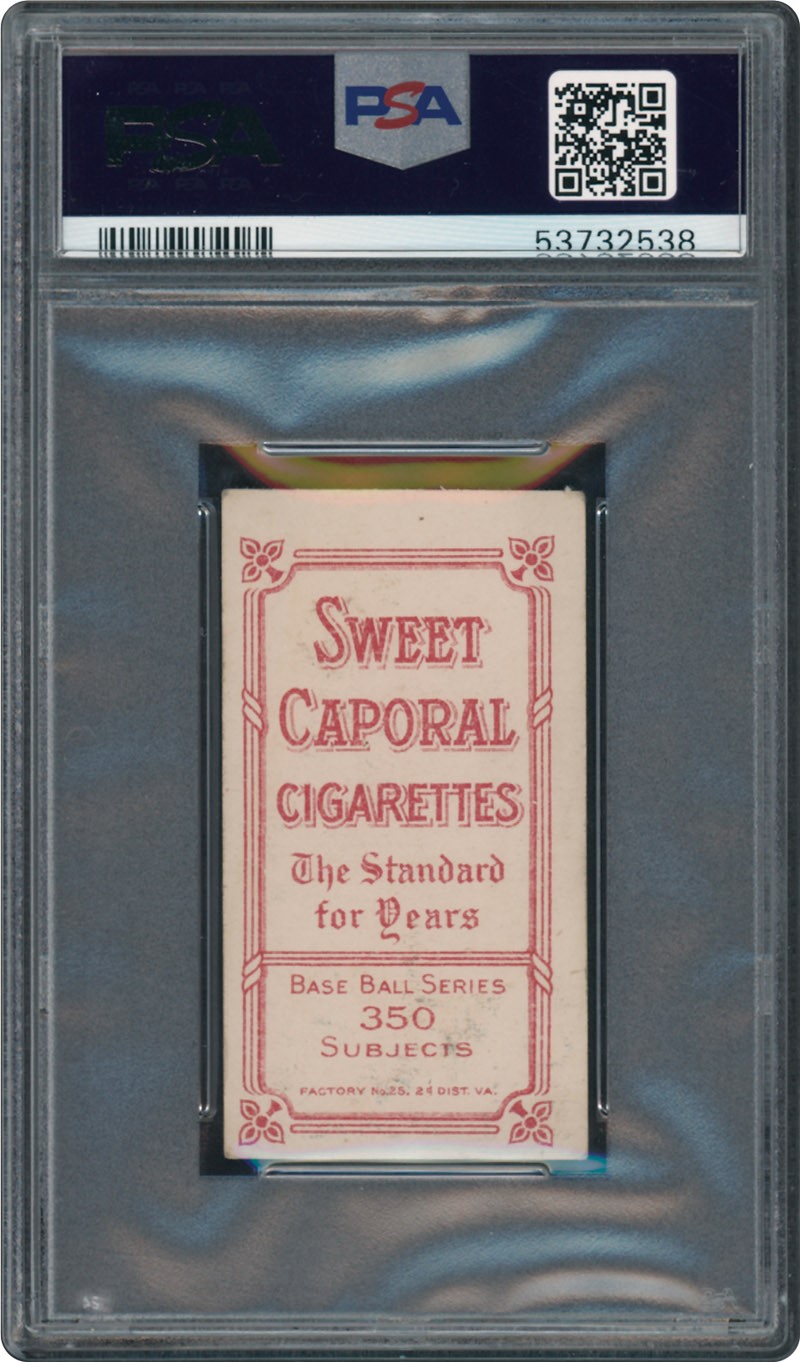 PSA
PSA
53732538
SWEET
CAPORAL
CIGARETTES
The Standard
for Years
BASE BALL SERIES
350
SUBJECTS
FACTORY No.25, 2d DIST. VA.